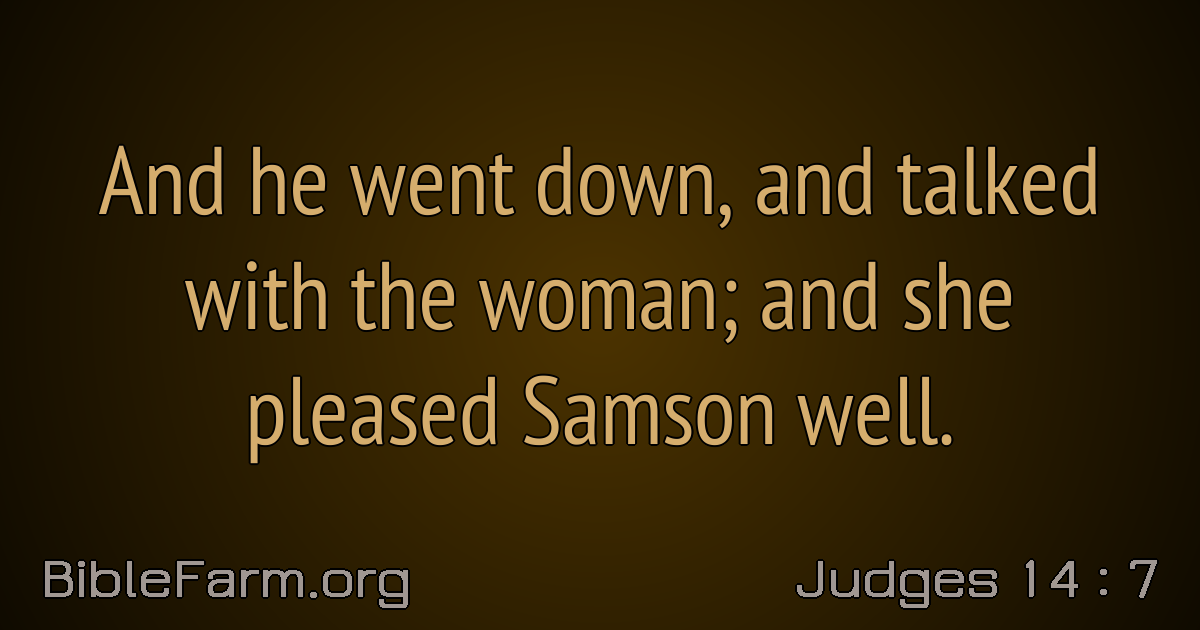 And he went down, and talked
with the woman; and she
pleased Samson well.
BibleFarm.org
Judges 14 : 7